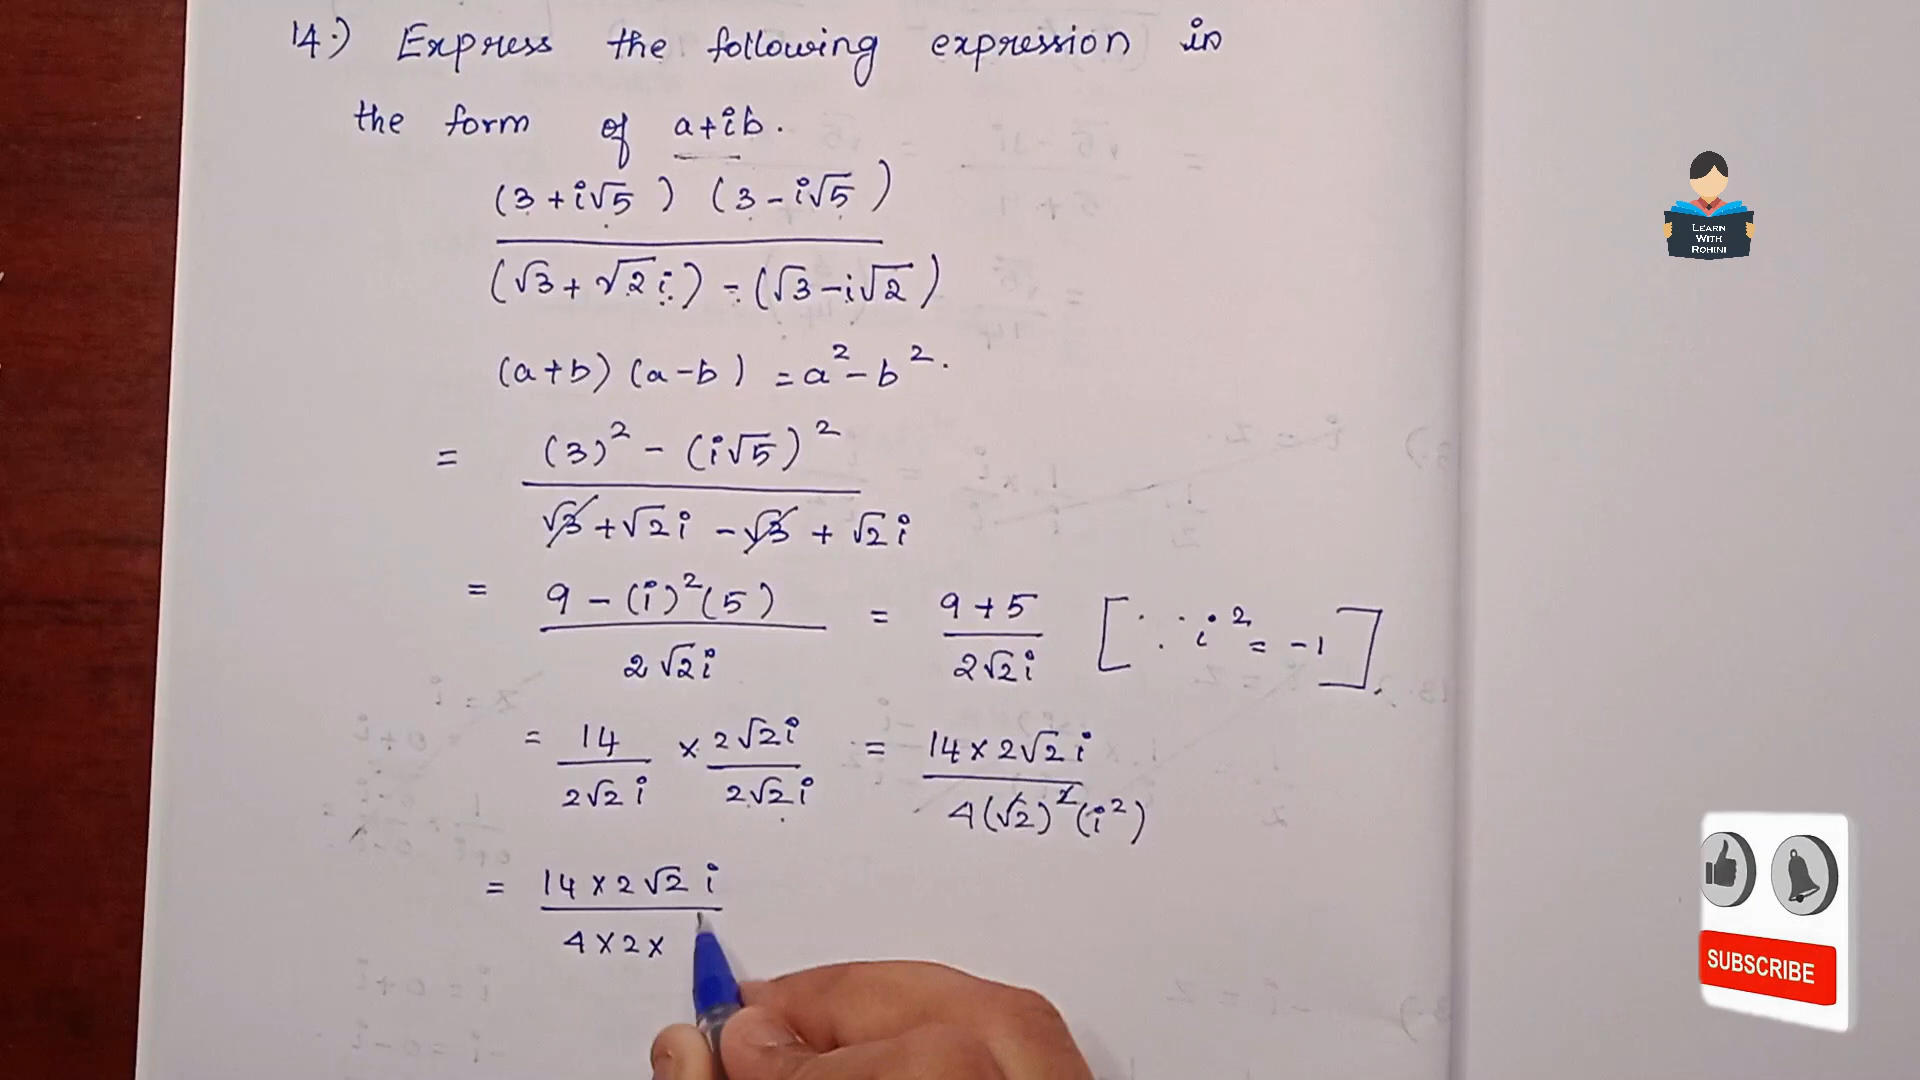 14.) Express the following expression in
the form of a+ib.
(3+i√5) (3-i√5)
(√3+√2i) - (√3-i√2)
(a+b) (a-b) = a²-b².
= (3)² - (i√5)²
√3+√2i - √3 + √2i
= 9-(i)²(5) = 9+5 [∵ i² = -1].
2√2i 2√2i
= 14 × 2√2i = 14×2√2i
2√2i 2√2i 4(√2)²(i²)
= 14×2√2i
4×2×
LEARN
WITH
ROHINI
SUBSCRIBE